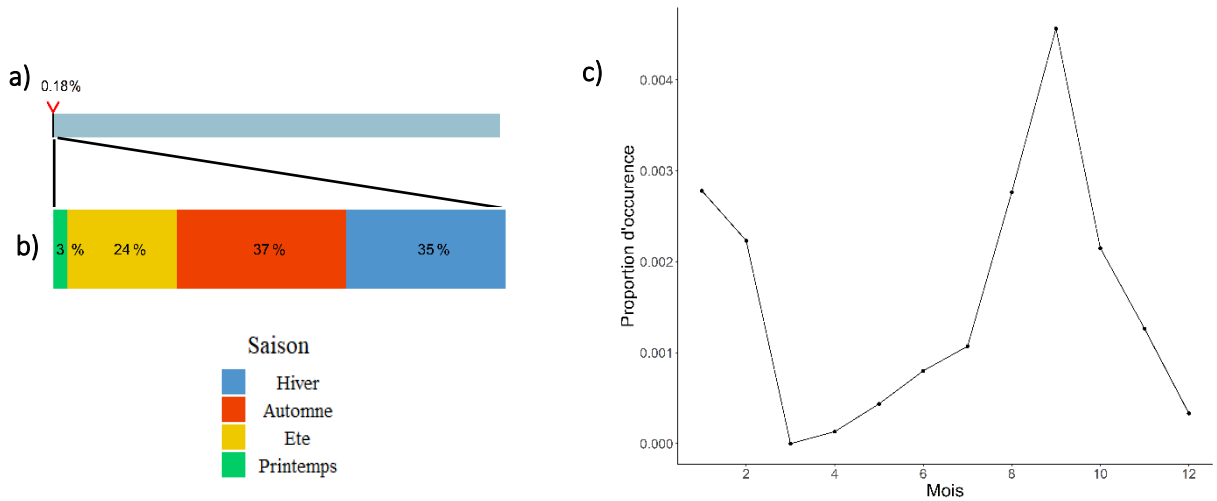 a)
0.18%
b)
3 %
24 %
37 %
35 %
Saison
Hiver
Automne
Ete
Printemps
c)
Proportion d'occurence
0.004
0.003
0.002
0.001
0.000
2 4 6 8 10 12
Mois